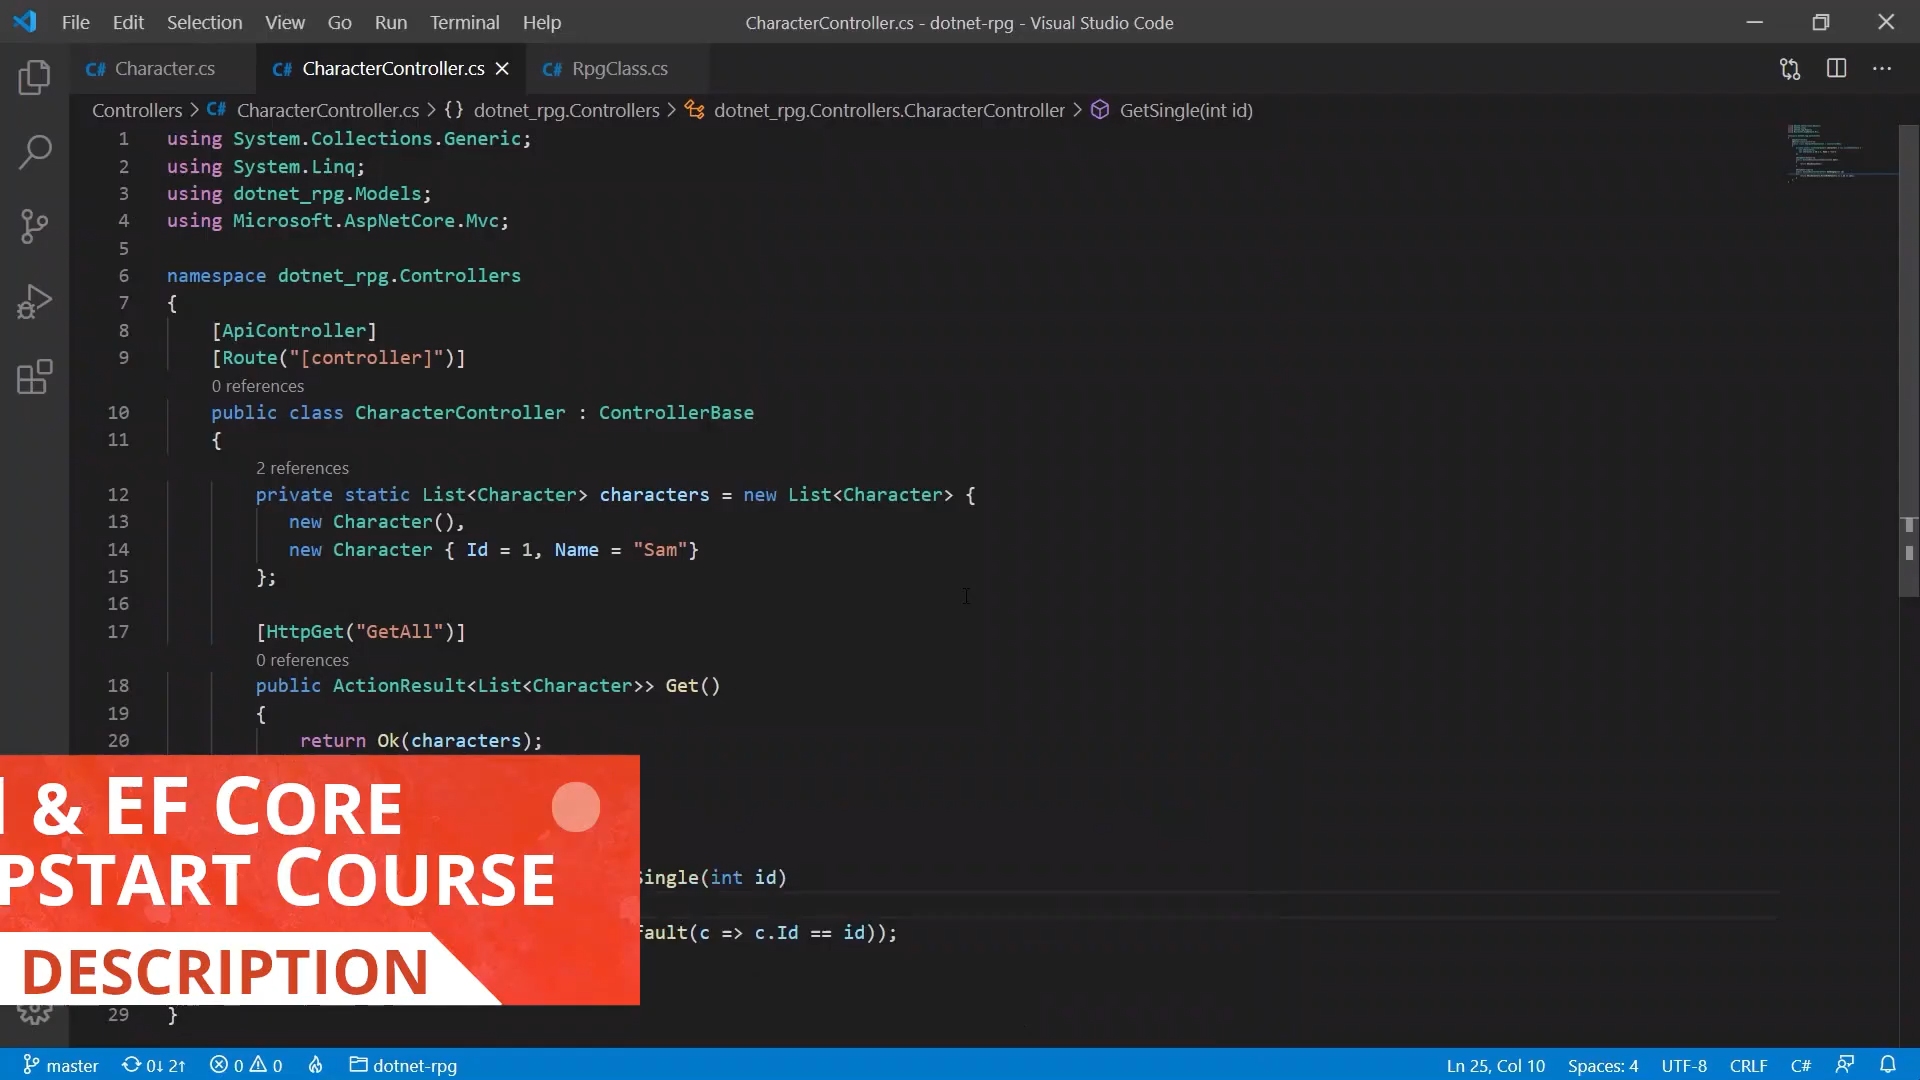 File Edit Selection View Go Run Terminal Help
CharacterController.cs - dotnet-rpg - Visual Studio Code
C# Character.cs
C# CharacterController.cs
C# RpgClass.cs
Controllers > C# CharacterController.cs > {} dotnet_rpg.Controllers > dotnet_rpg.Controllers.CharacterController > GetSingle(int id)
1 using System.Collections.Generic;
2 using System.Linq;
3 using dotnet_rpg.Models;
4 using Microsoft.AspNetCore.Mvc;
5
6 namespace dotnet_rpg.Controllers
7 {
8 [ApiController]
9 [Route("[controller]")]
0 references
10 public class CharacterController : ControllerBase
11 {
2 references
12 private static List<Character> characters = new List<Character> {
13 new Character(),
14 new Character { Id = 1, Name = "Sam"}
15 };
16
17 [HttpGet("GetAll")]
0 references
18 public ActionResult<List<Character>> Get()
19 {
20 return Ok(characters);
& EF CORE
PSTART COURSE
DESCRIPTION
Single(int id)
fault(c => c.Id == id));
29 }
master 0↓ 2↑ 0 0 dotnet-rpg
Ln 25, Col 10 Spaces: 4 UTF-8 CRLF C#